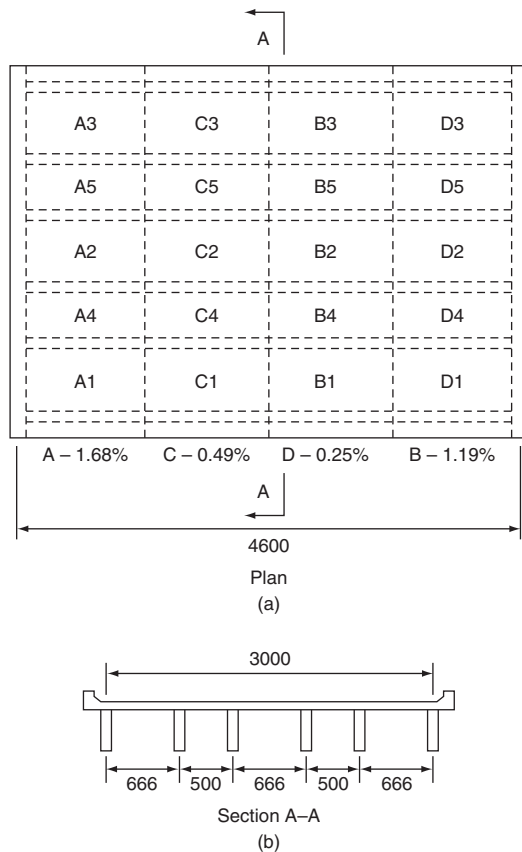 A
A3 C3 B3 D3
A5 C5 B5 D5
A2 C2 B2 D2
A4 C4 B4 D4
A1 C1 B1 D1
A – 1.68% C – 0.49% D – 0.25% B – 1.19%
A
4600
Plan
(a)
3000
666 500 666 500 666
Section A–A
(b)